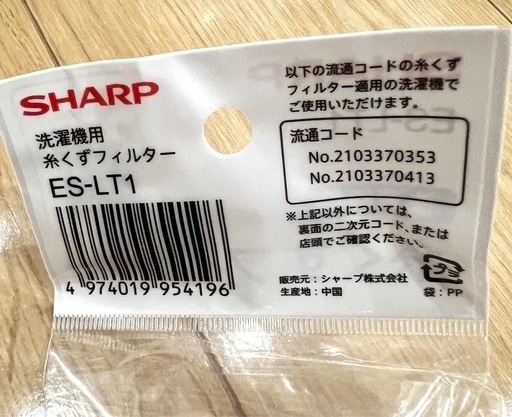 SHARP
洗濯機用
糸くずフィルター
ES-LT1
4 974019 954196
以下の流通コードの糸くず
フィルター適用の洗濯機で
ご使用いただけます。
流通コード
No.2103370353
No.2103370413
※上記以外については、
裏面の二次元コード、または
店頭でご確認ください。
販売元：シャープ株式会社
生産地：中国
プラ
袋：PP